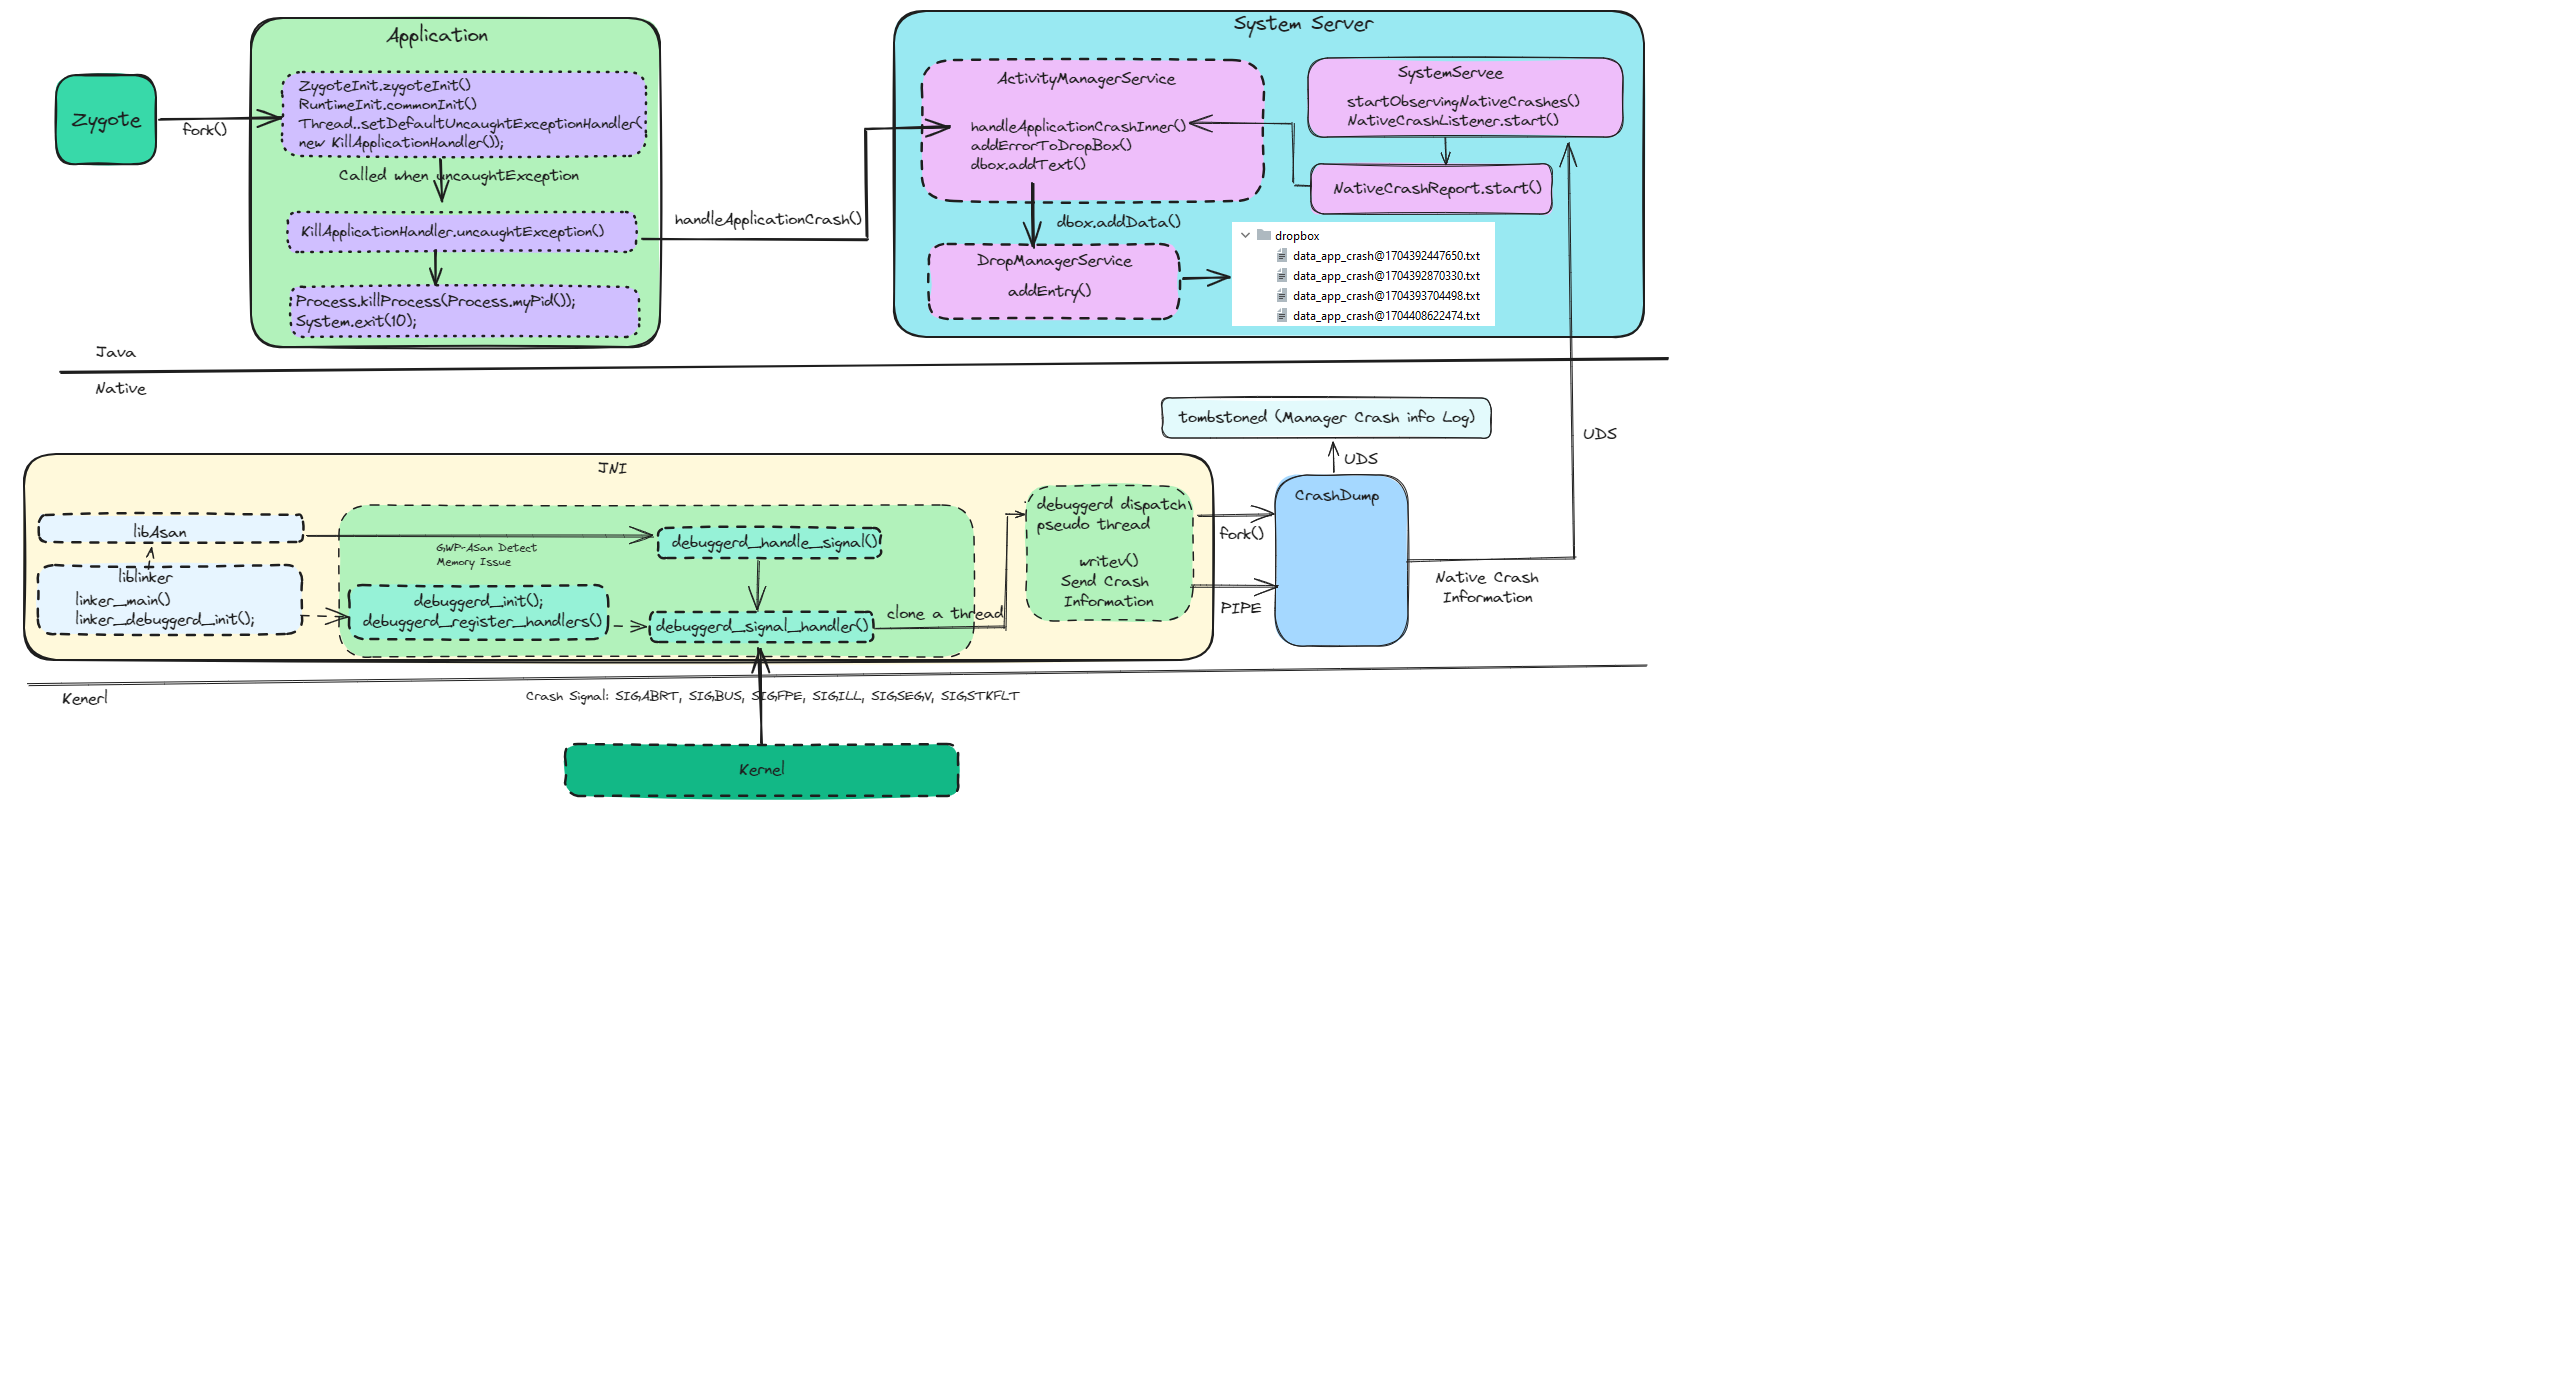 Application
System Server
Zygote
fork()
ZygoteInit.zygoteInit()
RuntimeInit.commonInit()
Thread..setDefaultUncaughtExceptionHandler(
new KillApplicationHandler());
Called when uncaughtException
KillApplicationHandler.uncaughtException()
Process.killProcess(Process.myPid());
System.exit(10);
handleApplicationCrash()
ActivityManagerService
handleApplicationCrashInner()
addErrorToDropBox()
dbox.addText()
dbox.addData()
DropManagerService
addEntry()
SystemServee
startObservingNativeCrashes()
NativeCrashListener.start()
NativeCrashReport.start()
dropbox
data_app_crash@1704392447650.txt
data_app_crash@1704392870330.txt
data_app_crash@1704393704498.txt
data_app_crash@1704408622474.txt
Java
Native
tombstoned (Manager Crash info Log)
UDS
UDS
JNI
libAsan
liblinker
linker_main()
linker_debuggerd_init();
GWP-ASan Detect
Memory Issue
debuggerd_handle_signal()
debuggerd_init();
debuggerd_register_handlers()
debuggerd_signal_handler()
clone a thread
debuggerd dispatch
pseudo thread
writev()
Send Crash
Information
fork()
PIPE
CrashDump
Native Crash
Information
Kenerl
Crash Signal: SIGABRT, SIGBUS, SIGFPE, SIGILL, SIGSEGV, SIGSTKFLT
Kernel